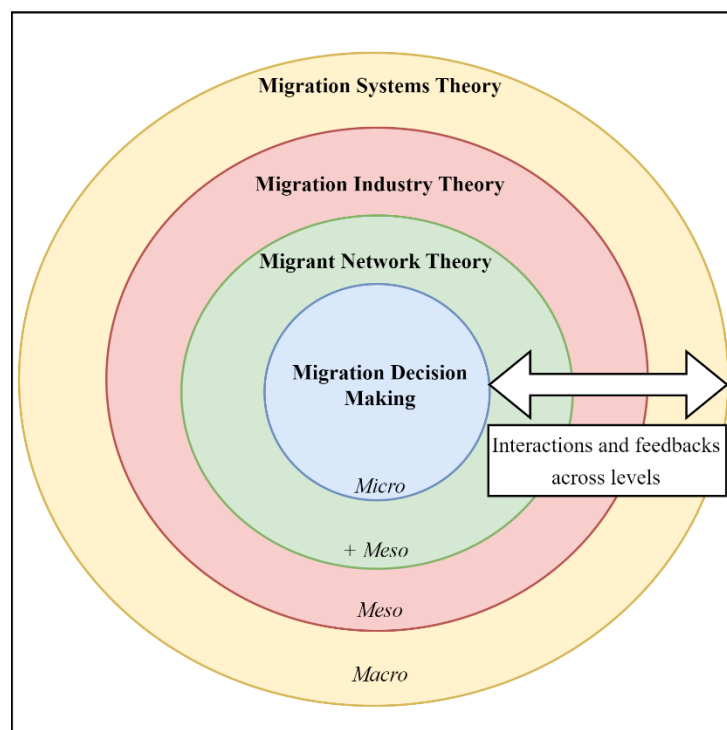 Migration Systems Theory
Migration Industry Theory
Migrant Network Theory
Migration Decision
Making
Interactions and feedbacks
across levels
Micro
+ Meso
Meso
Macro